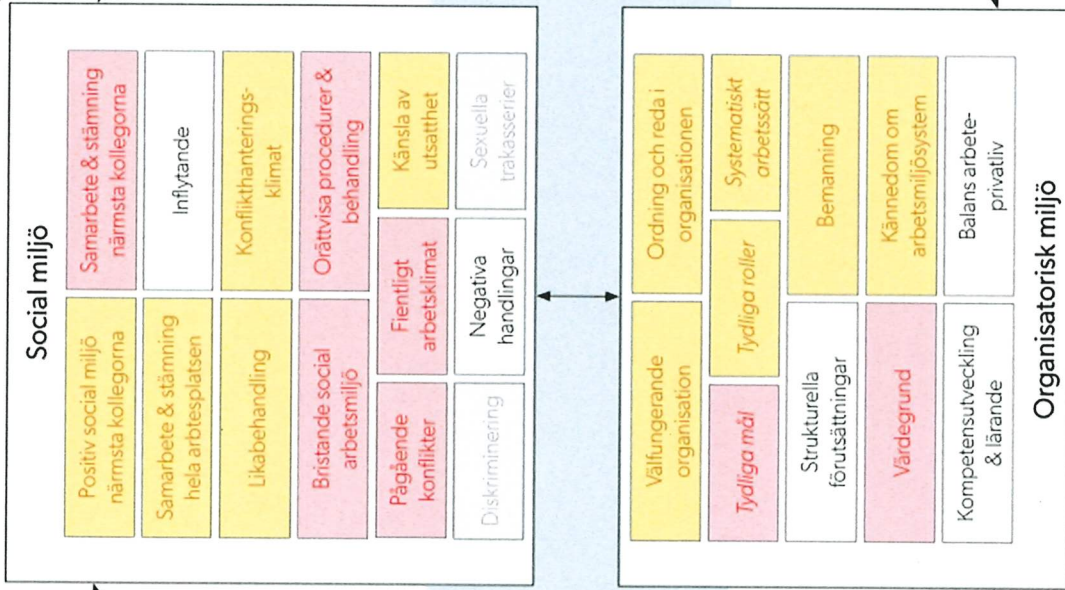 Social miljö
Positiv social miljö
närmsta kollegorna
Samarbete & stämning
närmsta kollegorna
Samarbete & stämning
hela arbtesplatsen
Inflytande
Likabehandling
Konflikthanterings-
klimat
Bristande social
arbetsmiljö
Orättvisa procedurer &
behandling
Pågående
konflikter
Fientligt
arbetsklimat
Känsla av
utsatthet
Diskriminering
Negativa
handlingar
Sexuella
trakasserier
Välfungerande
organisation
Ordning och reda i
organisationen
Tydliga mål
Tydliga roller
Systematiskt
arbetssätt
Strukturella
förutsättningar
Bemanning
Värdegrund
Kännedom om
arbetsmiljösystem
Kompetensutveckling
& lärande
Balans arbete-
privatliv
Organisatorisk miljö